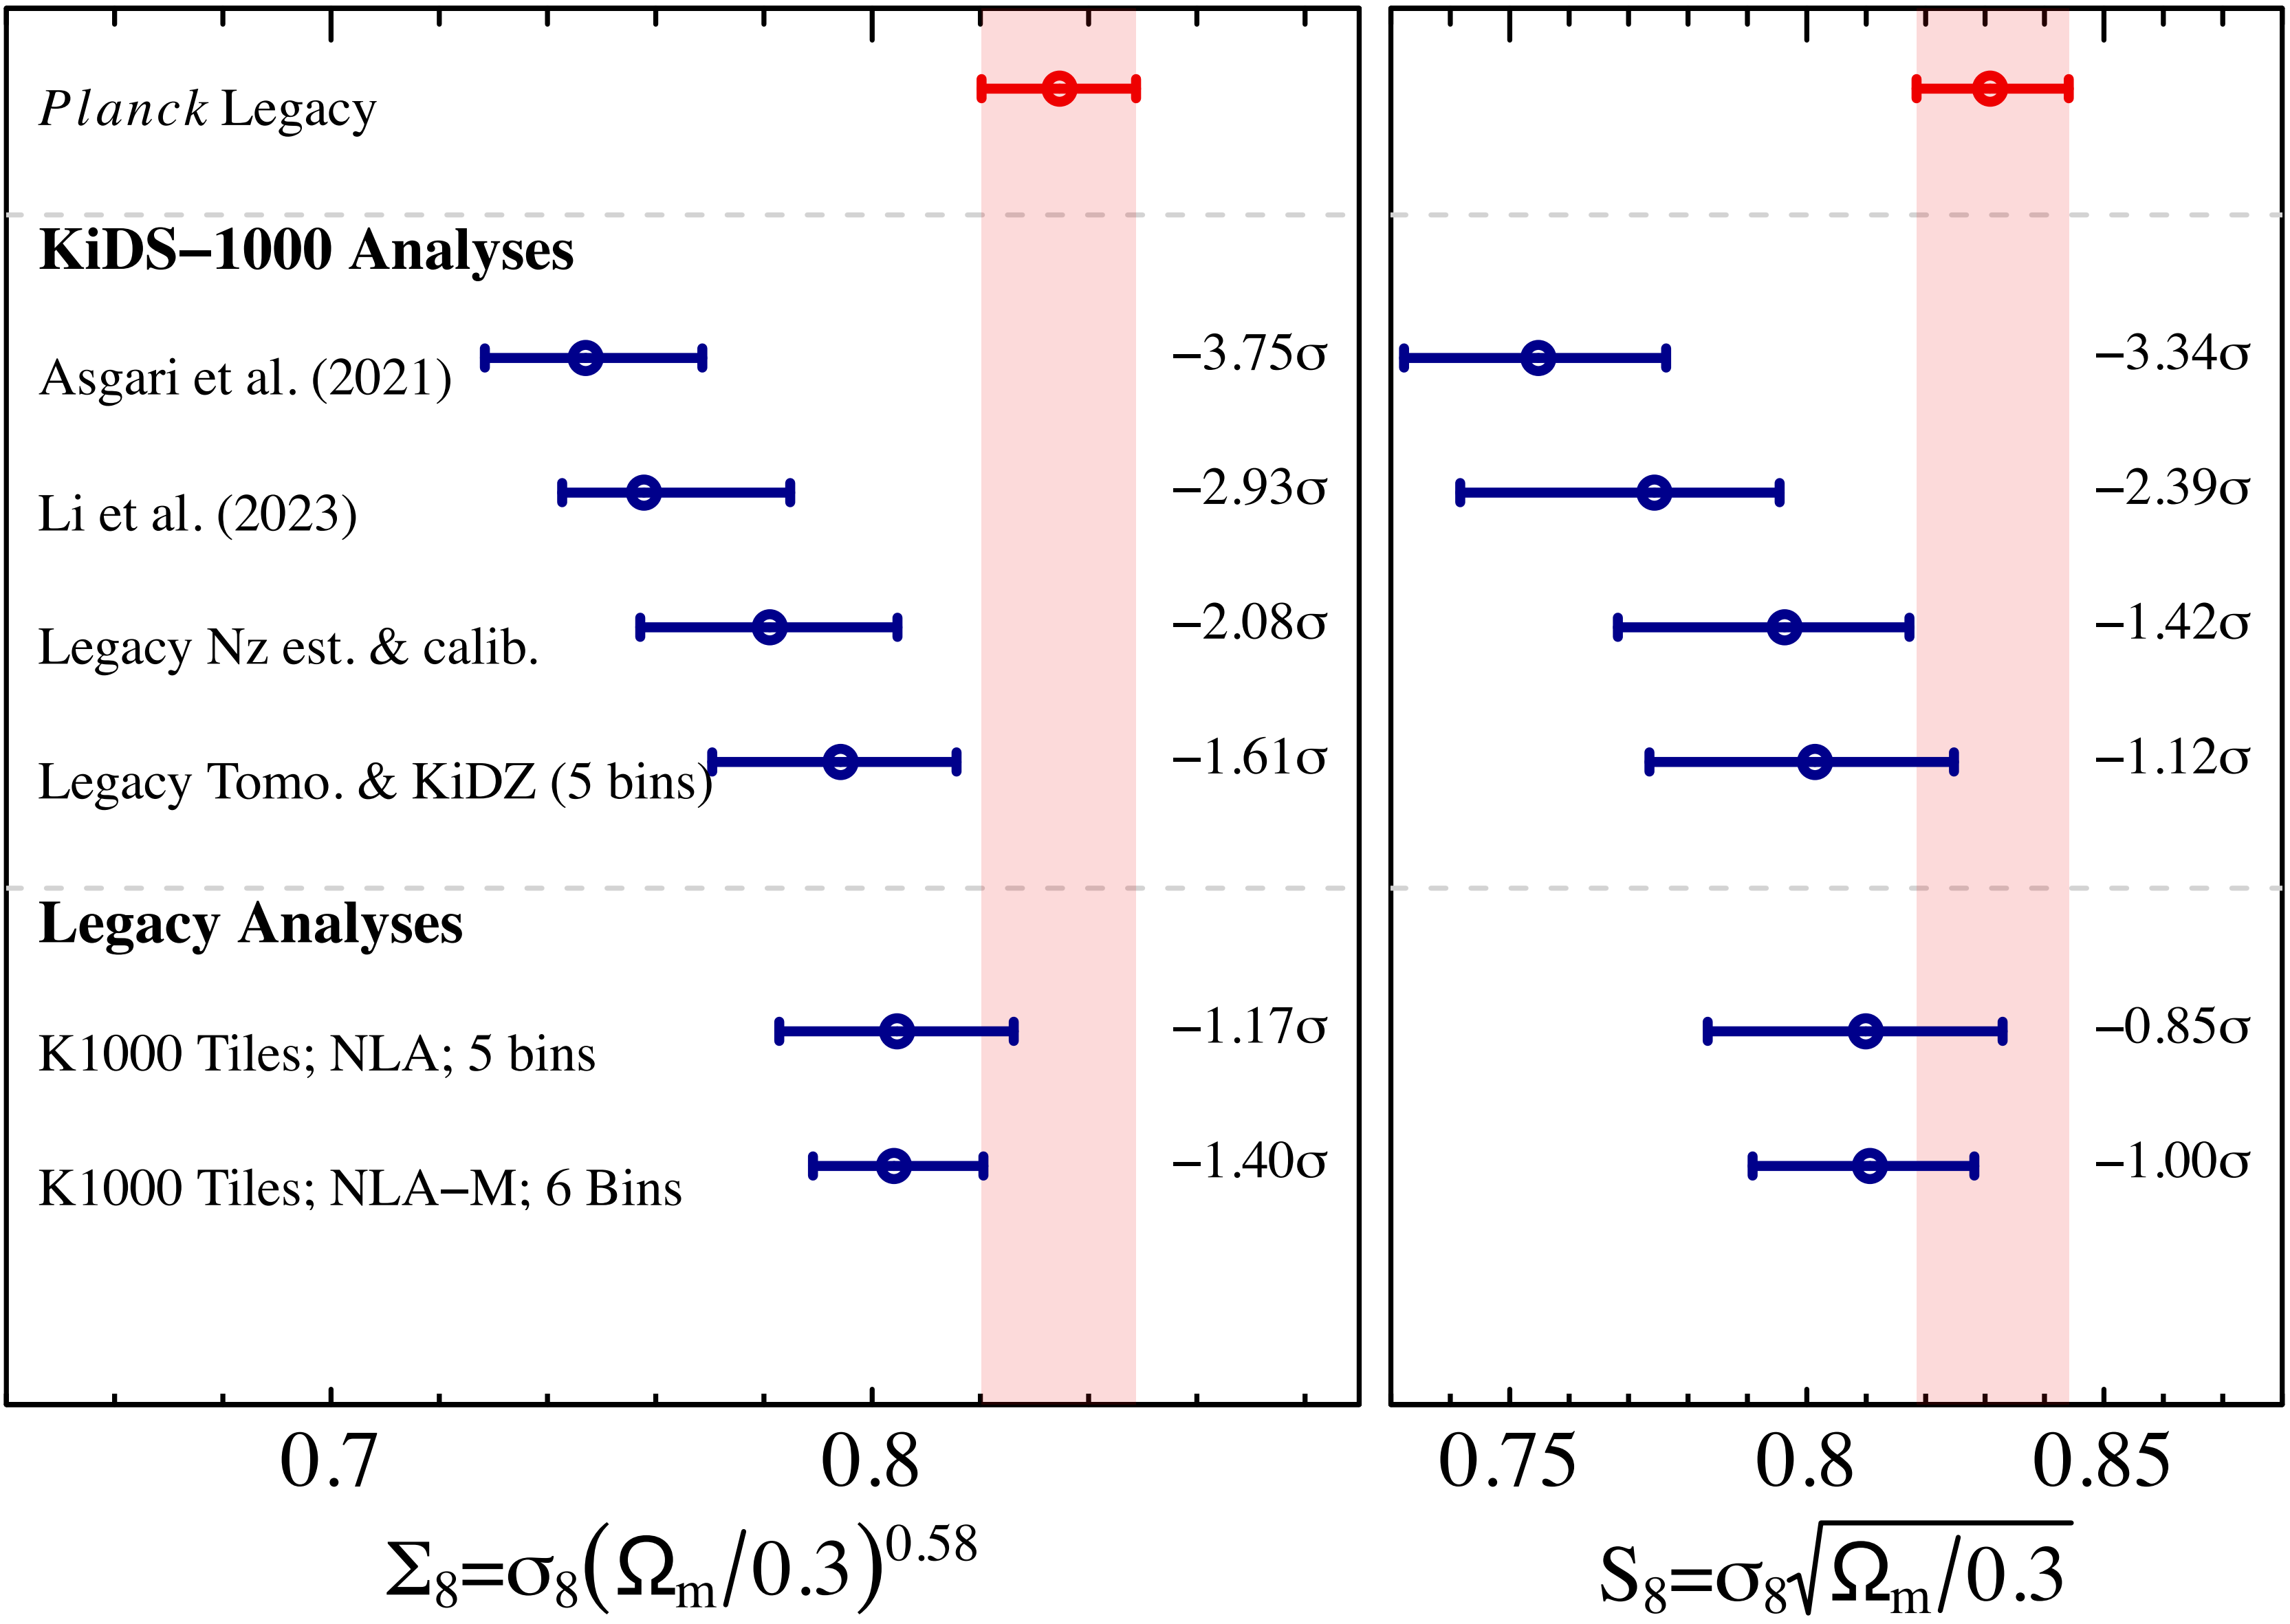 Planck Legacy
KiDS–1000 Analyses
Asgari et al. (2021) −3.75σ −3.34σ
Li et al. (2023) −2.93σ −2.39σ
Legacy Nz est. & calib. −2.08σ −1.42σ
Legacy Tomo. & KiDZ (5 bins) −1.61σ −1.12σ
Legacy Analyses
K1000 Tiles; NLA; 5 bins −1.17σ −0.85σ
K1000 Tiles; NLA−M; 6 Bins −1.40σ −1.00σ
0.7 0.8 0.75 0.8 0.85
Σ₈=σ₈(Ωₘ/0.3)^0.58 S₈=σ₈√Ωₘ/0.3